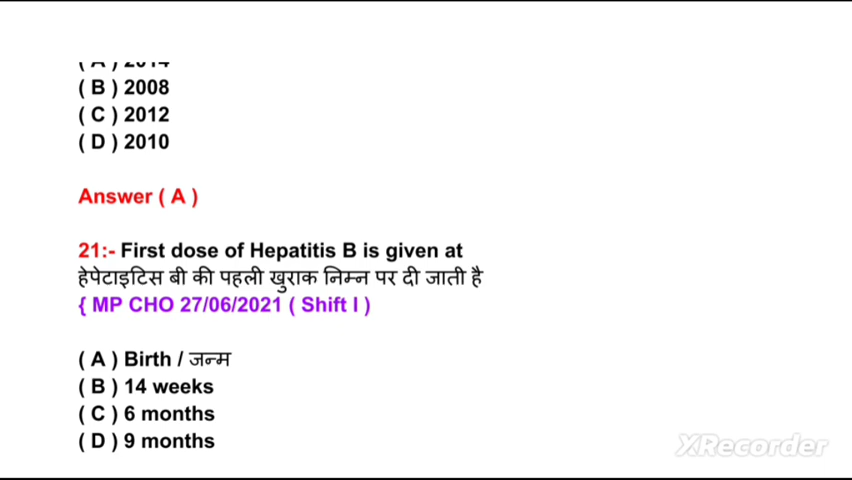 ( A ) 2014
( B ) 2008
( C ) 2012
( D ) 2010
Answer ( A )
21:- First dose of Hepatitis B is given at
हेपेटाइटिस बी की पहली खुराक निम्न पर दी जाती है
{ MP CHO 27/06/2021 ( Shift I )
( A ) Birth / जन्म
( B ) 14 weeks
( C ) 6 months
( D ) 9 months
XRecorder